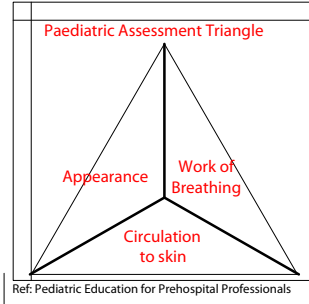 Paediatric Assessment Triangle
Appearance
Work of
Breathing
Circulation
to skin
Ref: Pediatric Education for Prehospital Professionals